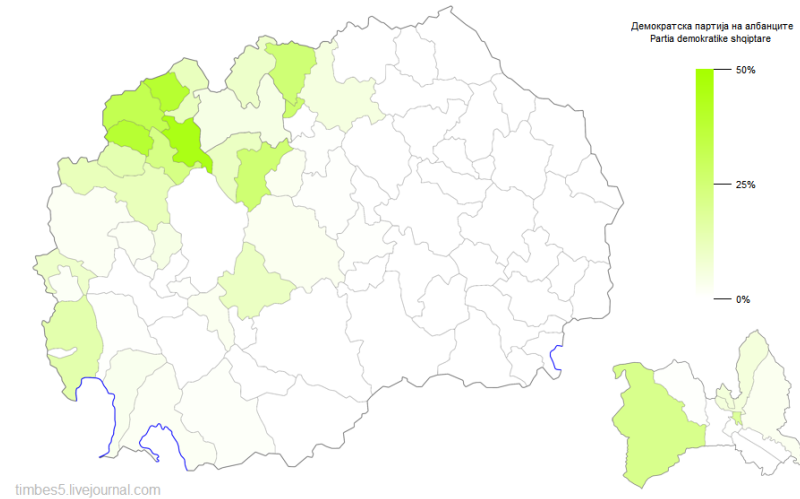 Демократска партија на албанците
Partia demokratike shqiptare
50%
25%
0%
timbes5.livejournal.com